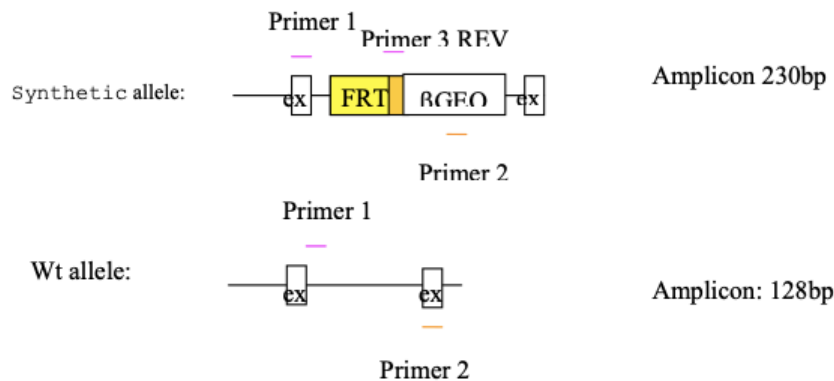 Primer 1
Primer 3 REV
Synthetic allele:
ex
FRT
βGEO
ex
Amplicon 230bp
Primer 2
Primer 1
Wt allele:
ex
ex
Amplicon: 128bp
Primer 2